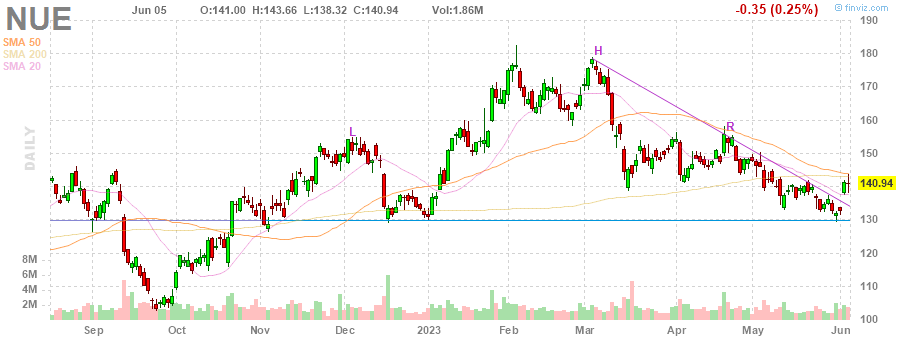 NUE
Jun 05 O:141.00 H:143.66 L:138.32 C:140.94 Vol:1.86M -0.35 (0.25%)
© finviz.com
SMA 50
SMA 200
SMA 20
DAILY
L
H
R
190
180
170
160
150
140.94
130
120
110
100
8M
6M
4M
2M
Sep Oct Nov Dec 2023 Feb Mar Apr May Jun